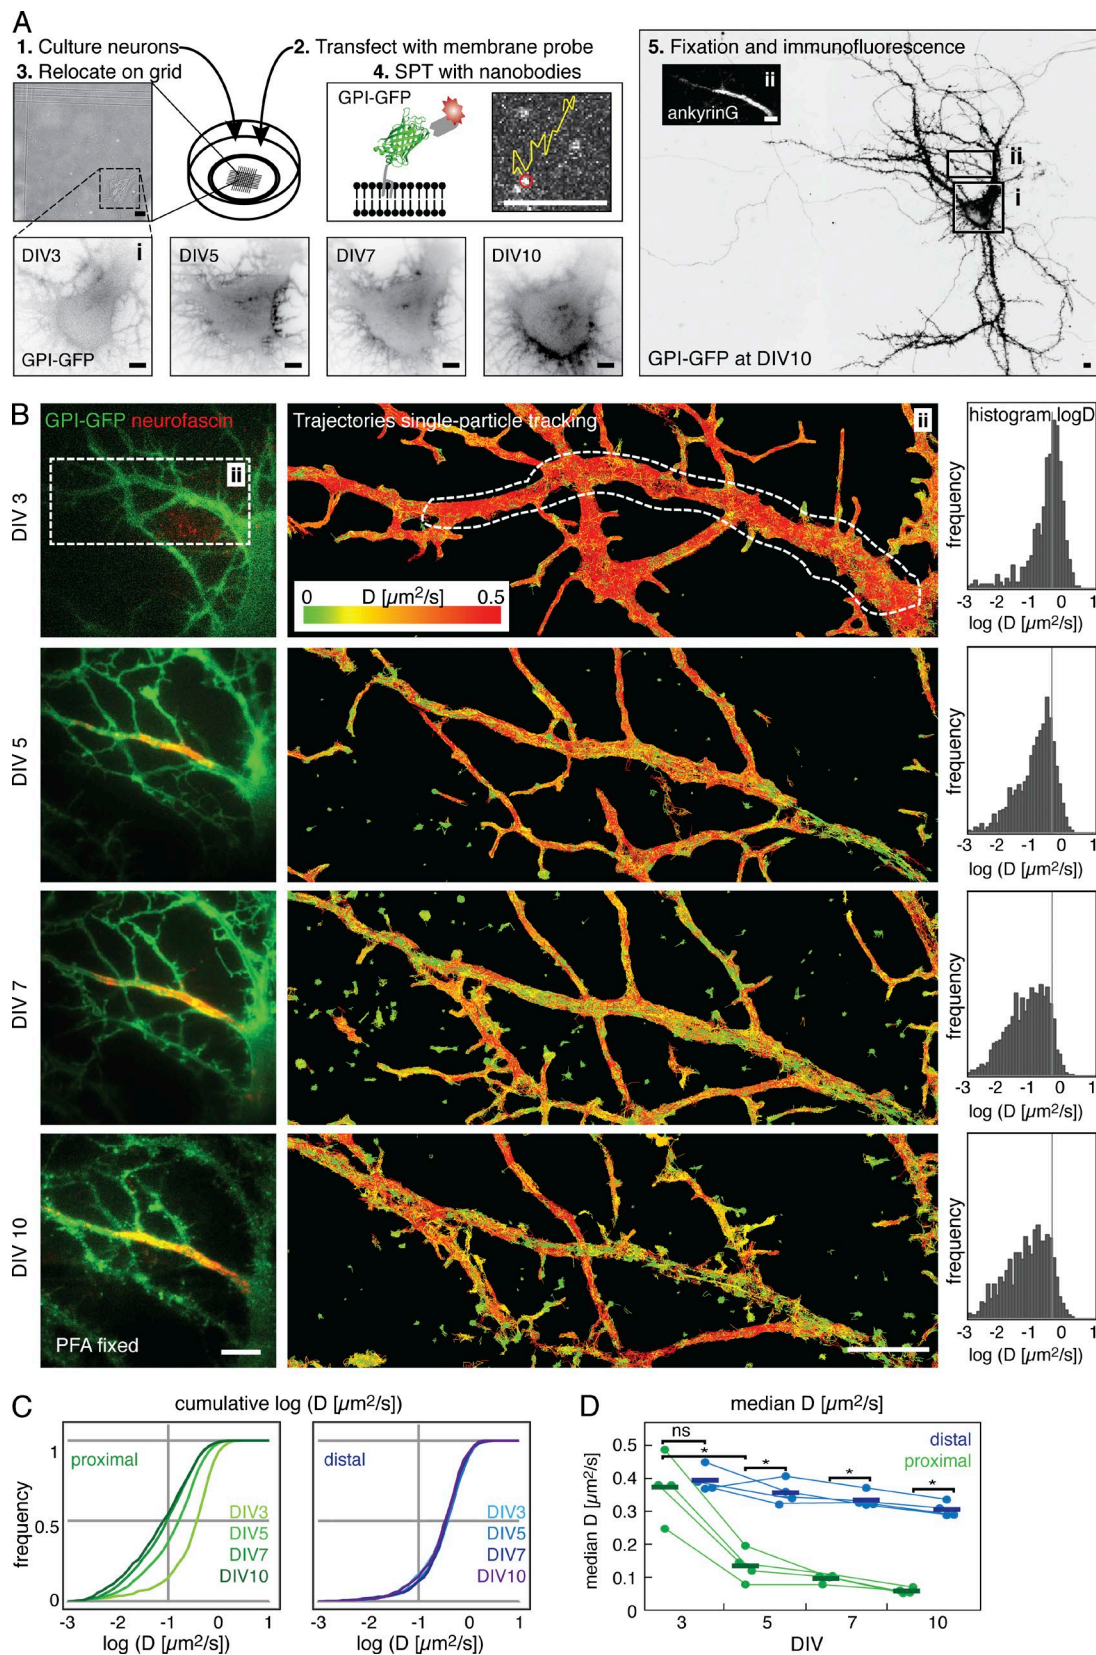 A
1. Culture neurons
2. Transfect with membrane probe
3. Relocate on grid
4. SPT with nanobodies
GPI-GFP
5. Fixation and immunofluorescence
ii
ankyrinG
ii
i
GPI-GFP at DIV10
DIV3
i
GPI-GFP
DIV5
DIV7
DIV10
B
GPI-GFP neurofascin
ii
DIV 3
Trajectories single-particle tracking
ii
0 D [µm²/s] 0.5
histogram logD
frequency
-3 -2 -1 0 1
log (D [µm²/s])
DIV 5
frequency
-3 -2 -1 0 1
log (D [µm²/s])
DIV 7
frequency
-3 -2 -1 0 1
log (D [µm²/s])
DIV 10
PFA fixed
frequency
-3 -2 -1 0 1
log (D [µm²/s])
C
cumulative log (D [µm²/s])
frequency
1
0.5
0
proximal
DIV3
DIV5
DIV7
DIV10
-3 -2 -1 0 1
log (D [µm²/s])
distal
DIV3
DIV5
DIV7
DIV10
-3 -2 -1 0 1
log (D [µm²/s])
D
median D [µm²/s]
median D [µm²/s]
0.5
0.4
0.3
0.2
0.1
0
ns
*
*
*
*
distal
proximal
3 5 7 10
DIV